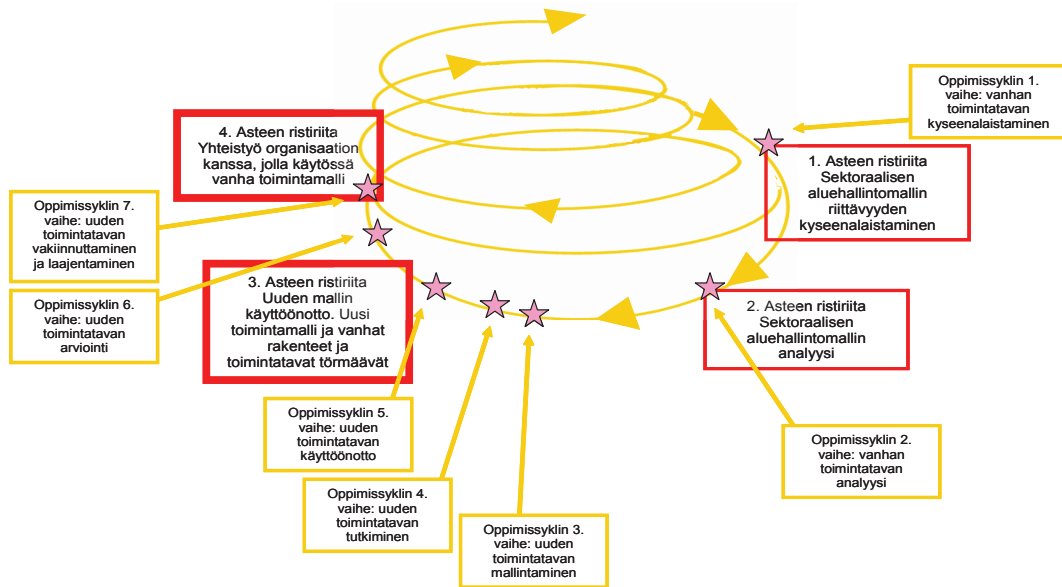 Oppimissyklin 1.
vaihe: vanhan
toimintatavan
kyseenalaistaminen
1. Asteen ristiriita
Sektoraalisen
aluehallintomallin
riittävyyden
kyseenalaistaminen
4. Asteen ristiriita
Yhteistyö organisaation
kanssa, jolla käytössä
vanha toimintamalli
Oppimissyklin 7.
vaihe: uuden
toimintatavan
vakiinnuttaminen
ja laajentaminen
Oppimissyklin 6.
vaihe: uuden
toimintatavan
arviointi
3. Asteen ristiriita
Uuden mallin
käyttöönotto. Uusi
toimintamalli ja vanhat
rakenteet ja
toimintatavat törmäävät
2. Asteen ristiriita
Sektoraalisen
aluehallintomallin
analyysi
Oppimissyklin 5.
vaihe: uuden
toimintatavan
käyttöönotto
Oppimissyklin 2.
vaihe: vanhan
toimintatavan
analyysi
Oppimissyklin 4.
vaihe: uuden
toimintatavan
tutkiminen
Oppimissyklin 3.
vaihe: uuden
toimintatavan
mallintaminen